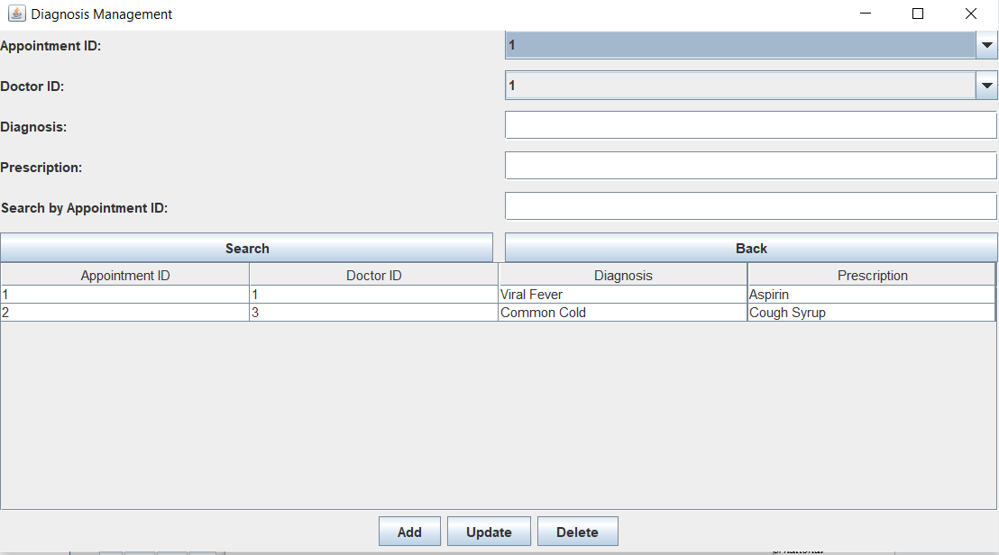 Diagnosis Management
Appointment ID: 1
Doctor ID: 1
Diagnosis:
Prescription:
Search by Appointment ID:
Search Back
Appointment ID Doctor ID Diagnosis Prescription
1 1 Viral Fever Aspirin
2 3 Common Cold Cough Syrup
Add Update Delete